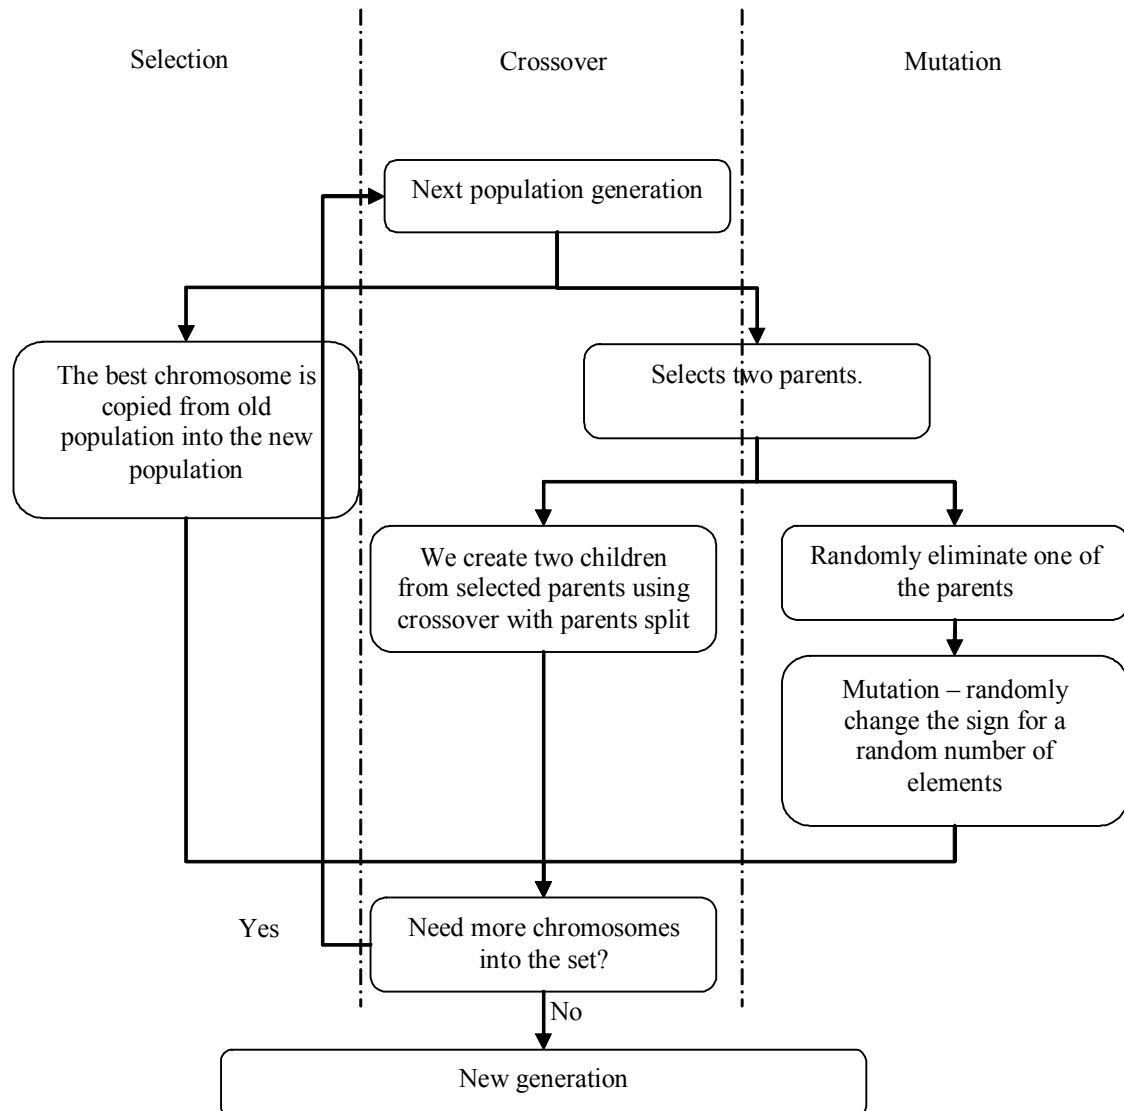 Selection
Crossover
Mutation
Next population generation
The best chromosome is
copied from old
population into the new
population
Selects two parents.
We create two children
from selected parents using
crossover with parents split
Randomly eliminate one of
the parents
Mutation – randomly
change the sign for a
random number of
elements
Yes
Need more chromosomes
into the set?
No
New generation